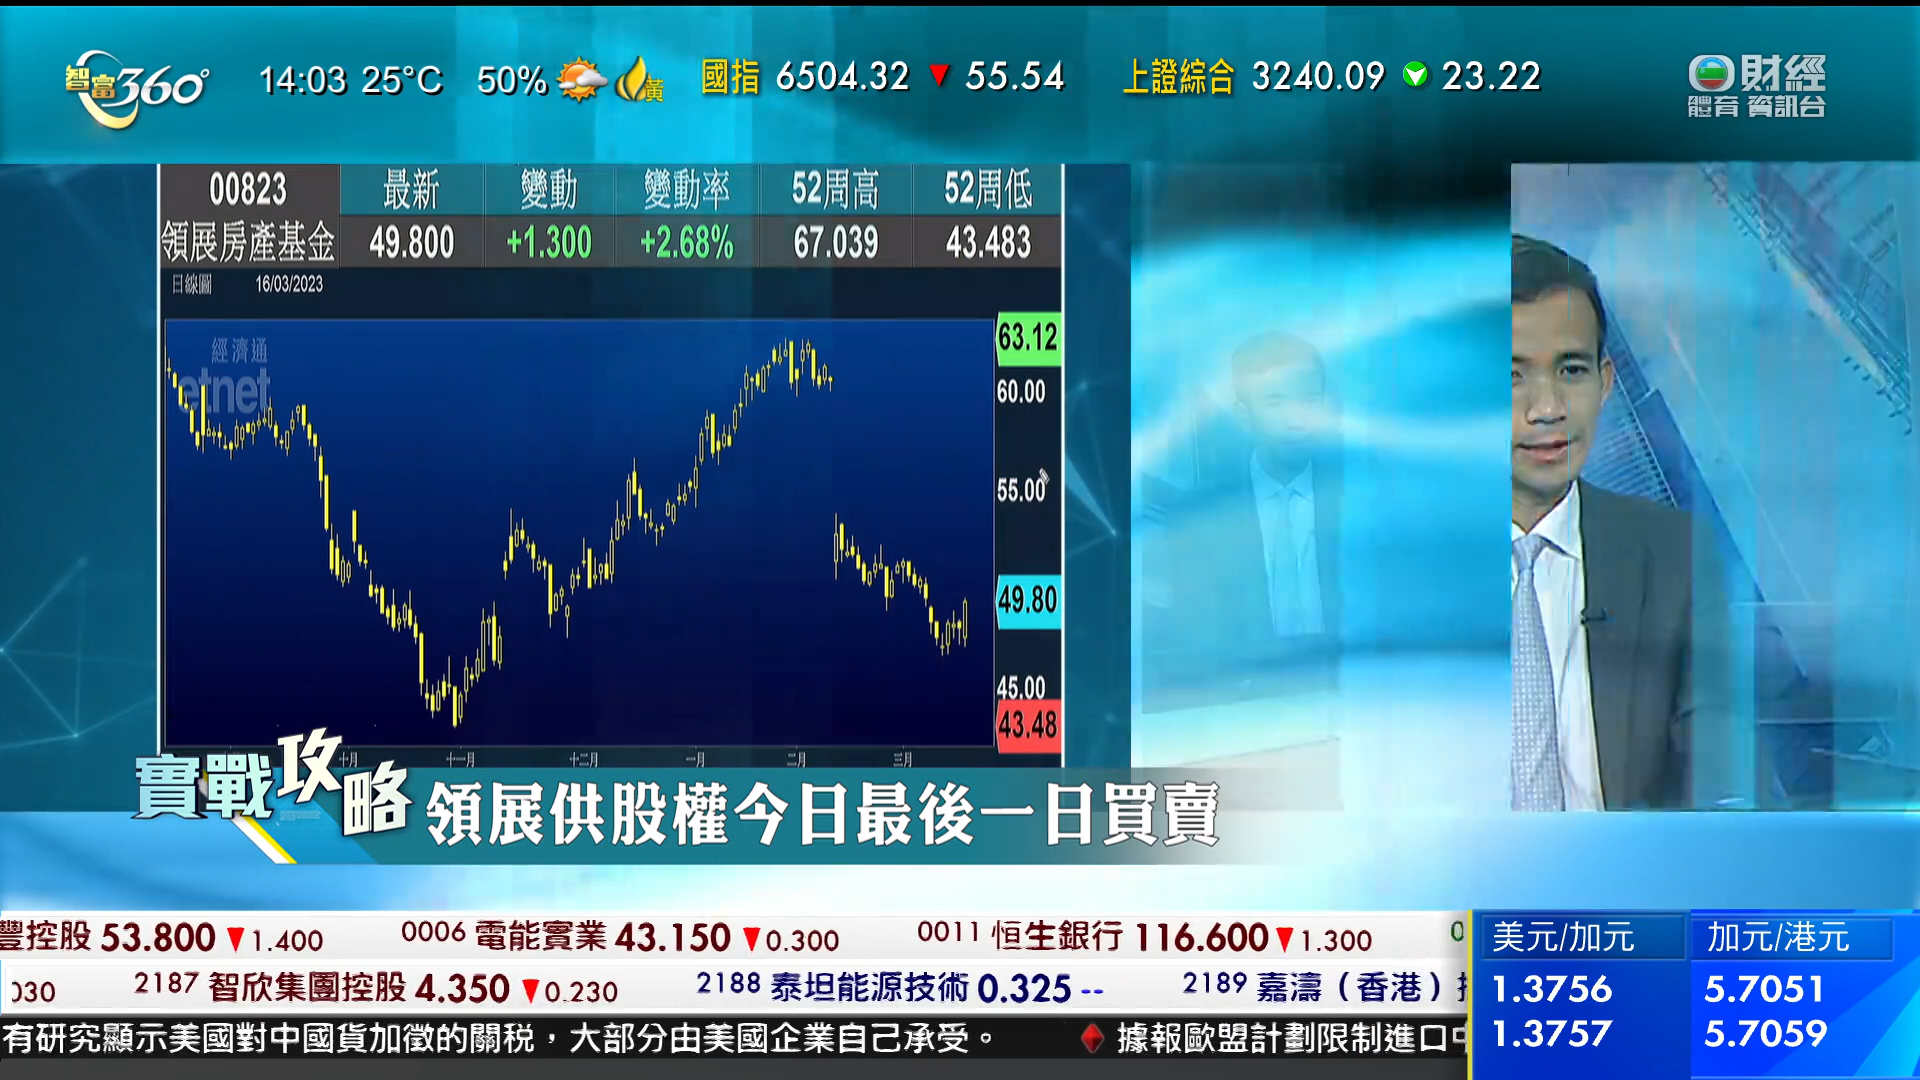 智富360° 14:03 25°C 50% 黃 國指 6504.32 ▼ 55.54 上證綜合 3240.09 23.22 財經
體育 資訊台
00823 最新 變動 變動率 52周高 52周低
領展房產基金 49.800 +1.300 +2.68% 67.039 43.483
日線圖 16/03/2023
經濟通
etnet
63.12
60.00
55.00
49.80
45.00
43.48
十月 十一月 十二月 一月 二月 三月
實戰攻略
領展供股權今日最後一日買賣
豐控股 53.800 ▼1.400 0006 電能實業 43.150 ▼0.300 0011 恒生銀行 116.600 ▼1.300
030 2187 智欣集團控股 4.350 ▼0.230 2188 泰坦能源技術 0.325 -- 2189 嘉濤（香港）
有研究顯示美國對中國貨加徵的關税，大部分由美國企業自己承受。 據報歐盟計劃限制進口中
美元/加元 加元/港元
1.3756 5.7051
1.3757 5.7059